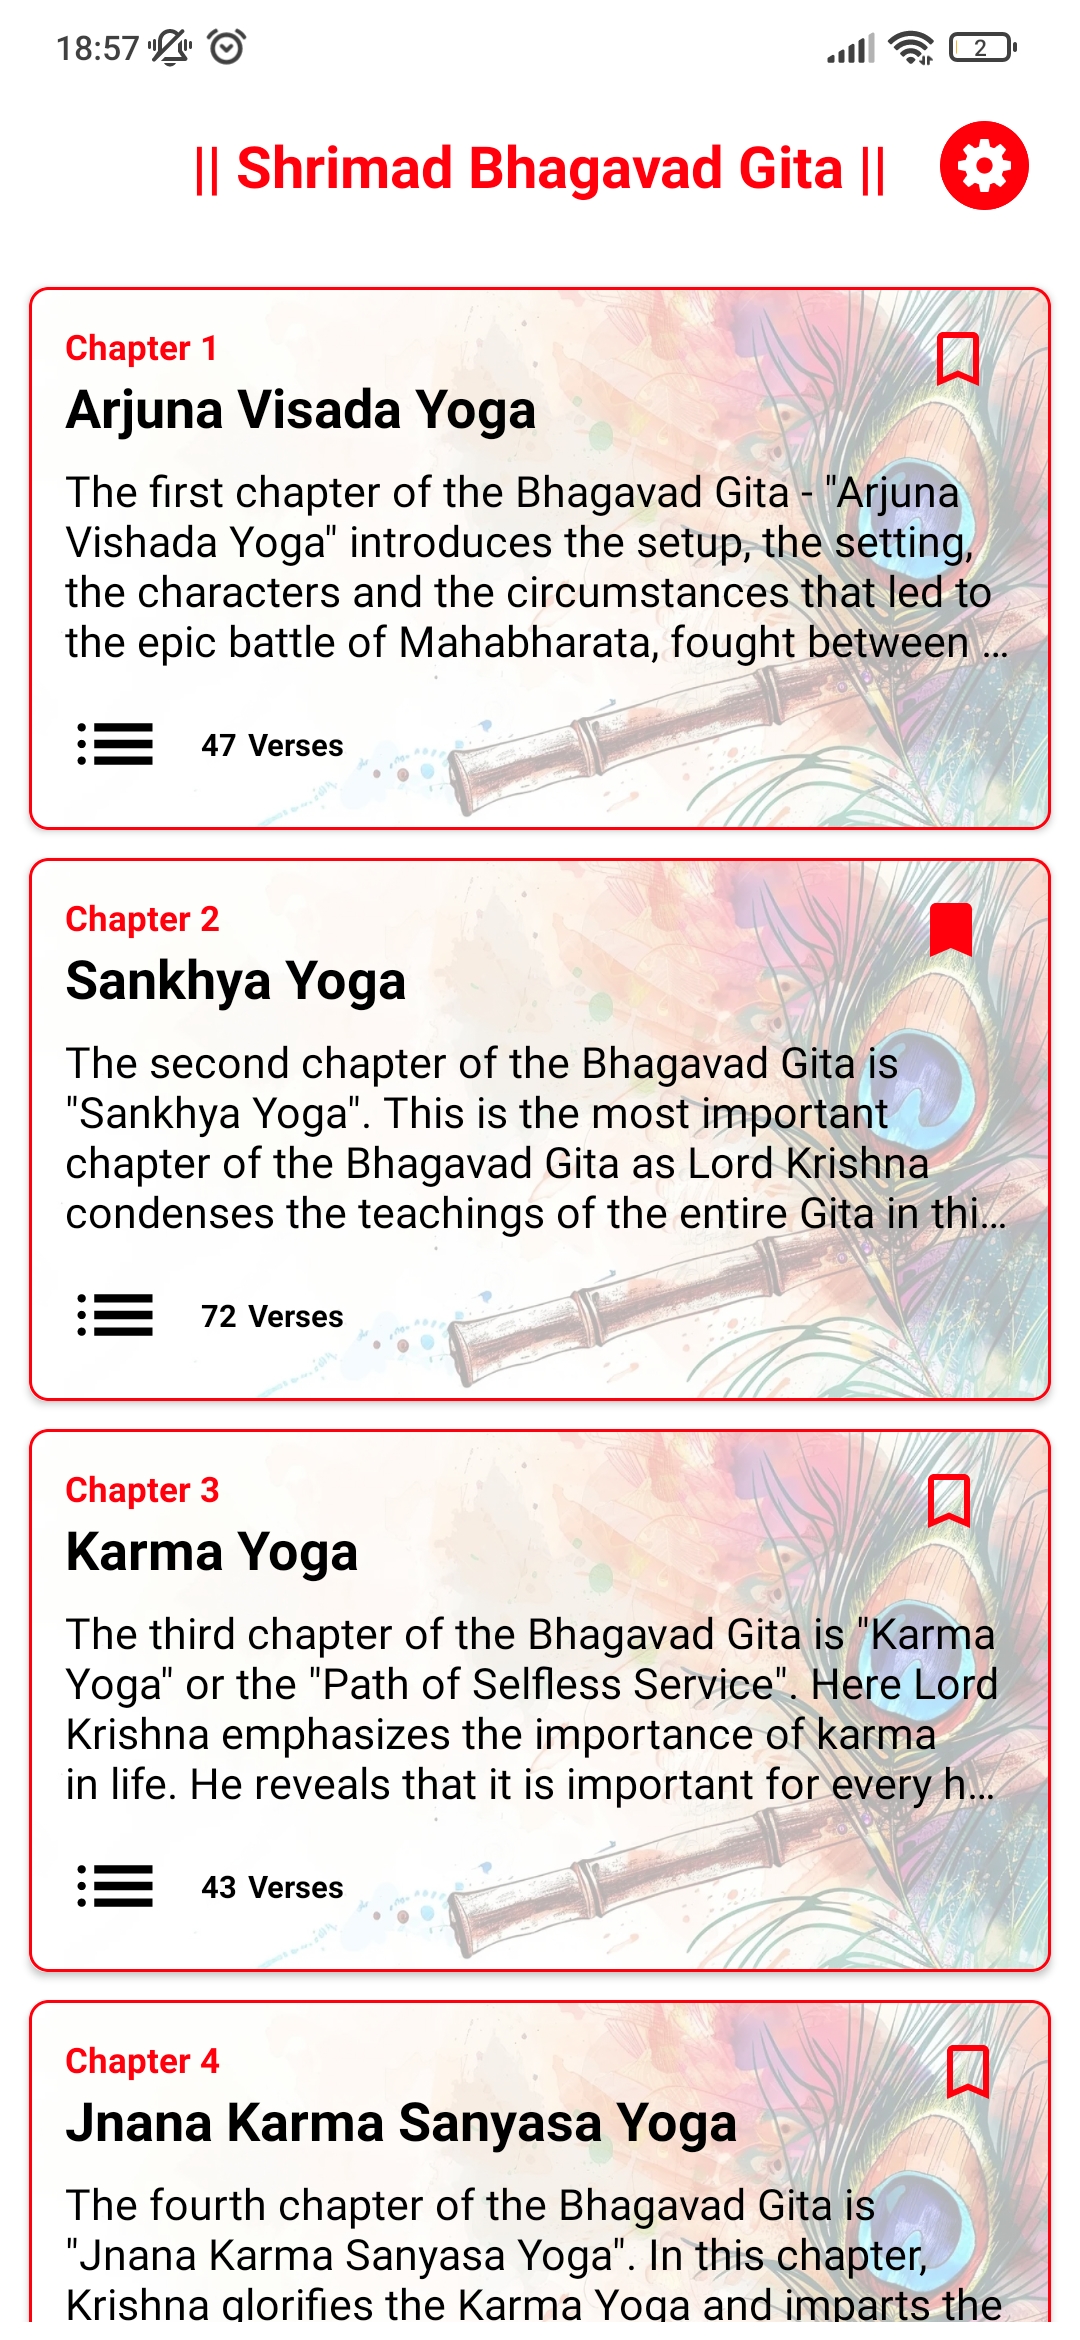 18:57
2
|| Shrimad Bhagavad Gita ||
Chapter 1
Arjuna Visada Yoga
The first chapter of the Bhagavad Gita - "Arjuna
Vishada Yoga" introduces the setup, the setting,
the characters and the circumstances that led to
the epic battle of Mahabharata, fought between ...
47 Verses
Chapter 2
Sankhya Yoga
The second chapter of the Bhagavad Gita is
"Sankhya Yoga". This is the most important
chapter of the Bhagavad Gita as Lord Krishna
condenses the teachings of the entire Gita in thi...
72 Verses
Chapter 3
Karma Yoga
The third chapter of the Bhagavad Gita is "Karma
Yoga" or the "Path of Selfless Service". Here Lord
Krishna emphasizes the importance of karma
in life. He reveals that it is important for every h...
43 Verses
Chapter 4
Jnana Karma Sanyasa Yoga
The fourth chapter of the Bhagavad Gita is
"Jnana Karma Sanyasa Yoga". In this chapter,
Krishna glorifies the Karma Yoga and imparts the